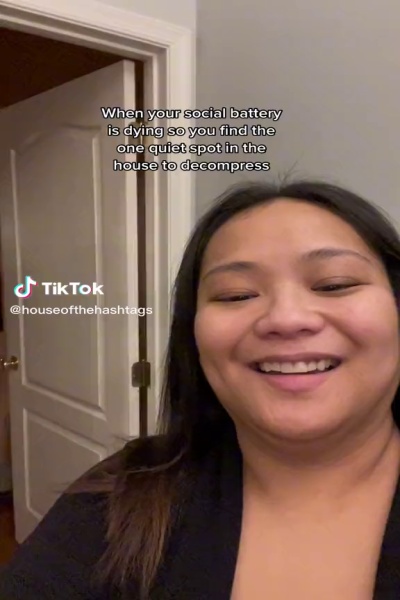 When your social battery
is dying so you find the
one quiet spot in the
house to decompress
TikTok
@houseofthehashtags